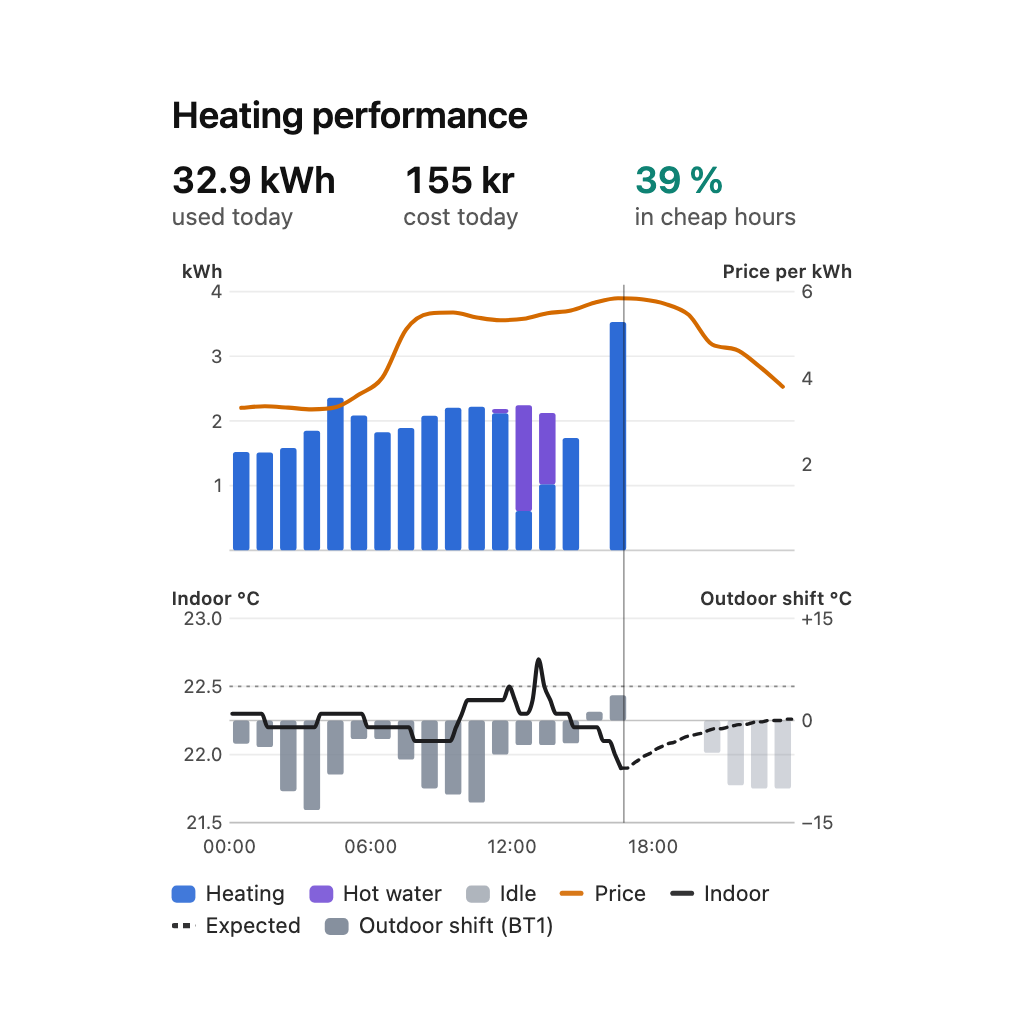 Heating performance
32.9 kWh 155 kr 39 %
used today cost today in cheap hours
kWh Price per kWh
4 6
3
4
2
2
1
Indoor °C Outdoor shift °C
23.0 +15
22.5
0
22.0
21.5 −15
00:00 06:00 12:00 18:00
Heating Hot water Idle Price Indoor
Expected Outdoor shift (BT1)